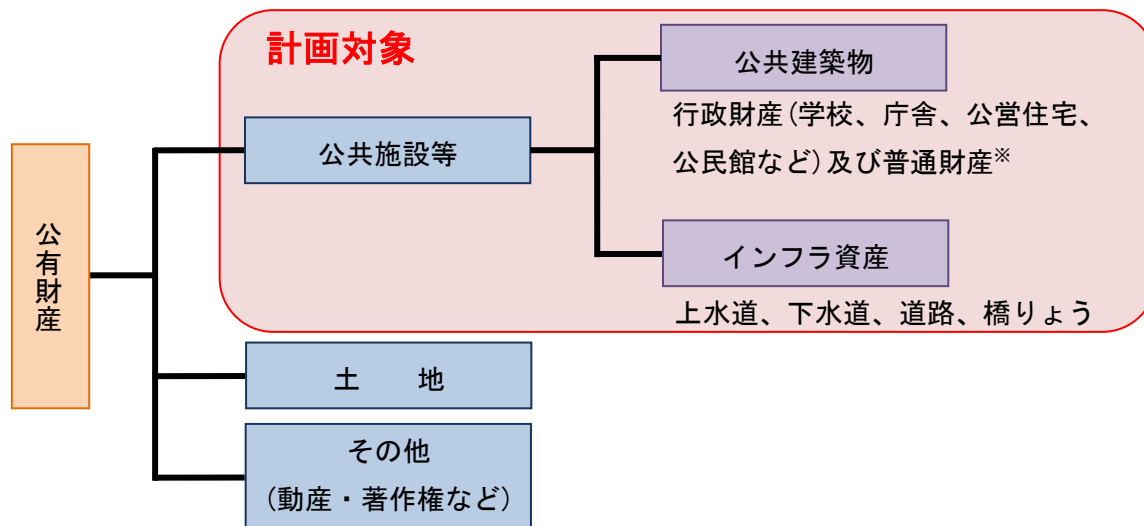 計画対象
公共建築物
行政財産(学校、庁舎、公営住宅、
公民館など)及び普通財産※
公共施設等
公有財産
インフラ資産
上水道、下水道、道路、橋りょう
土　　地
その他
(動産・著作権など)